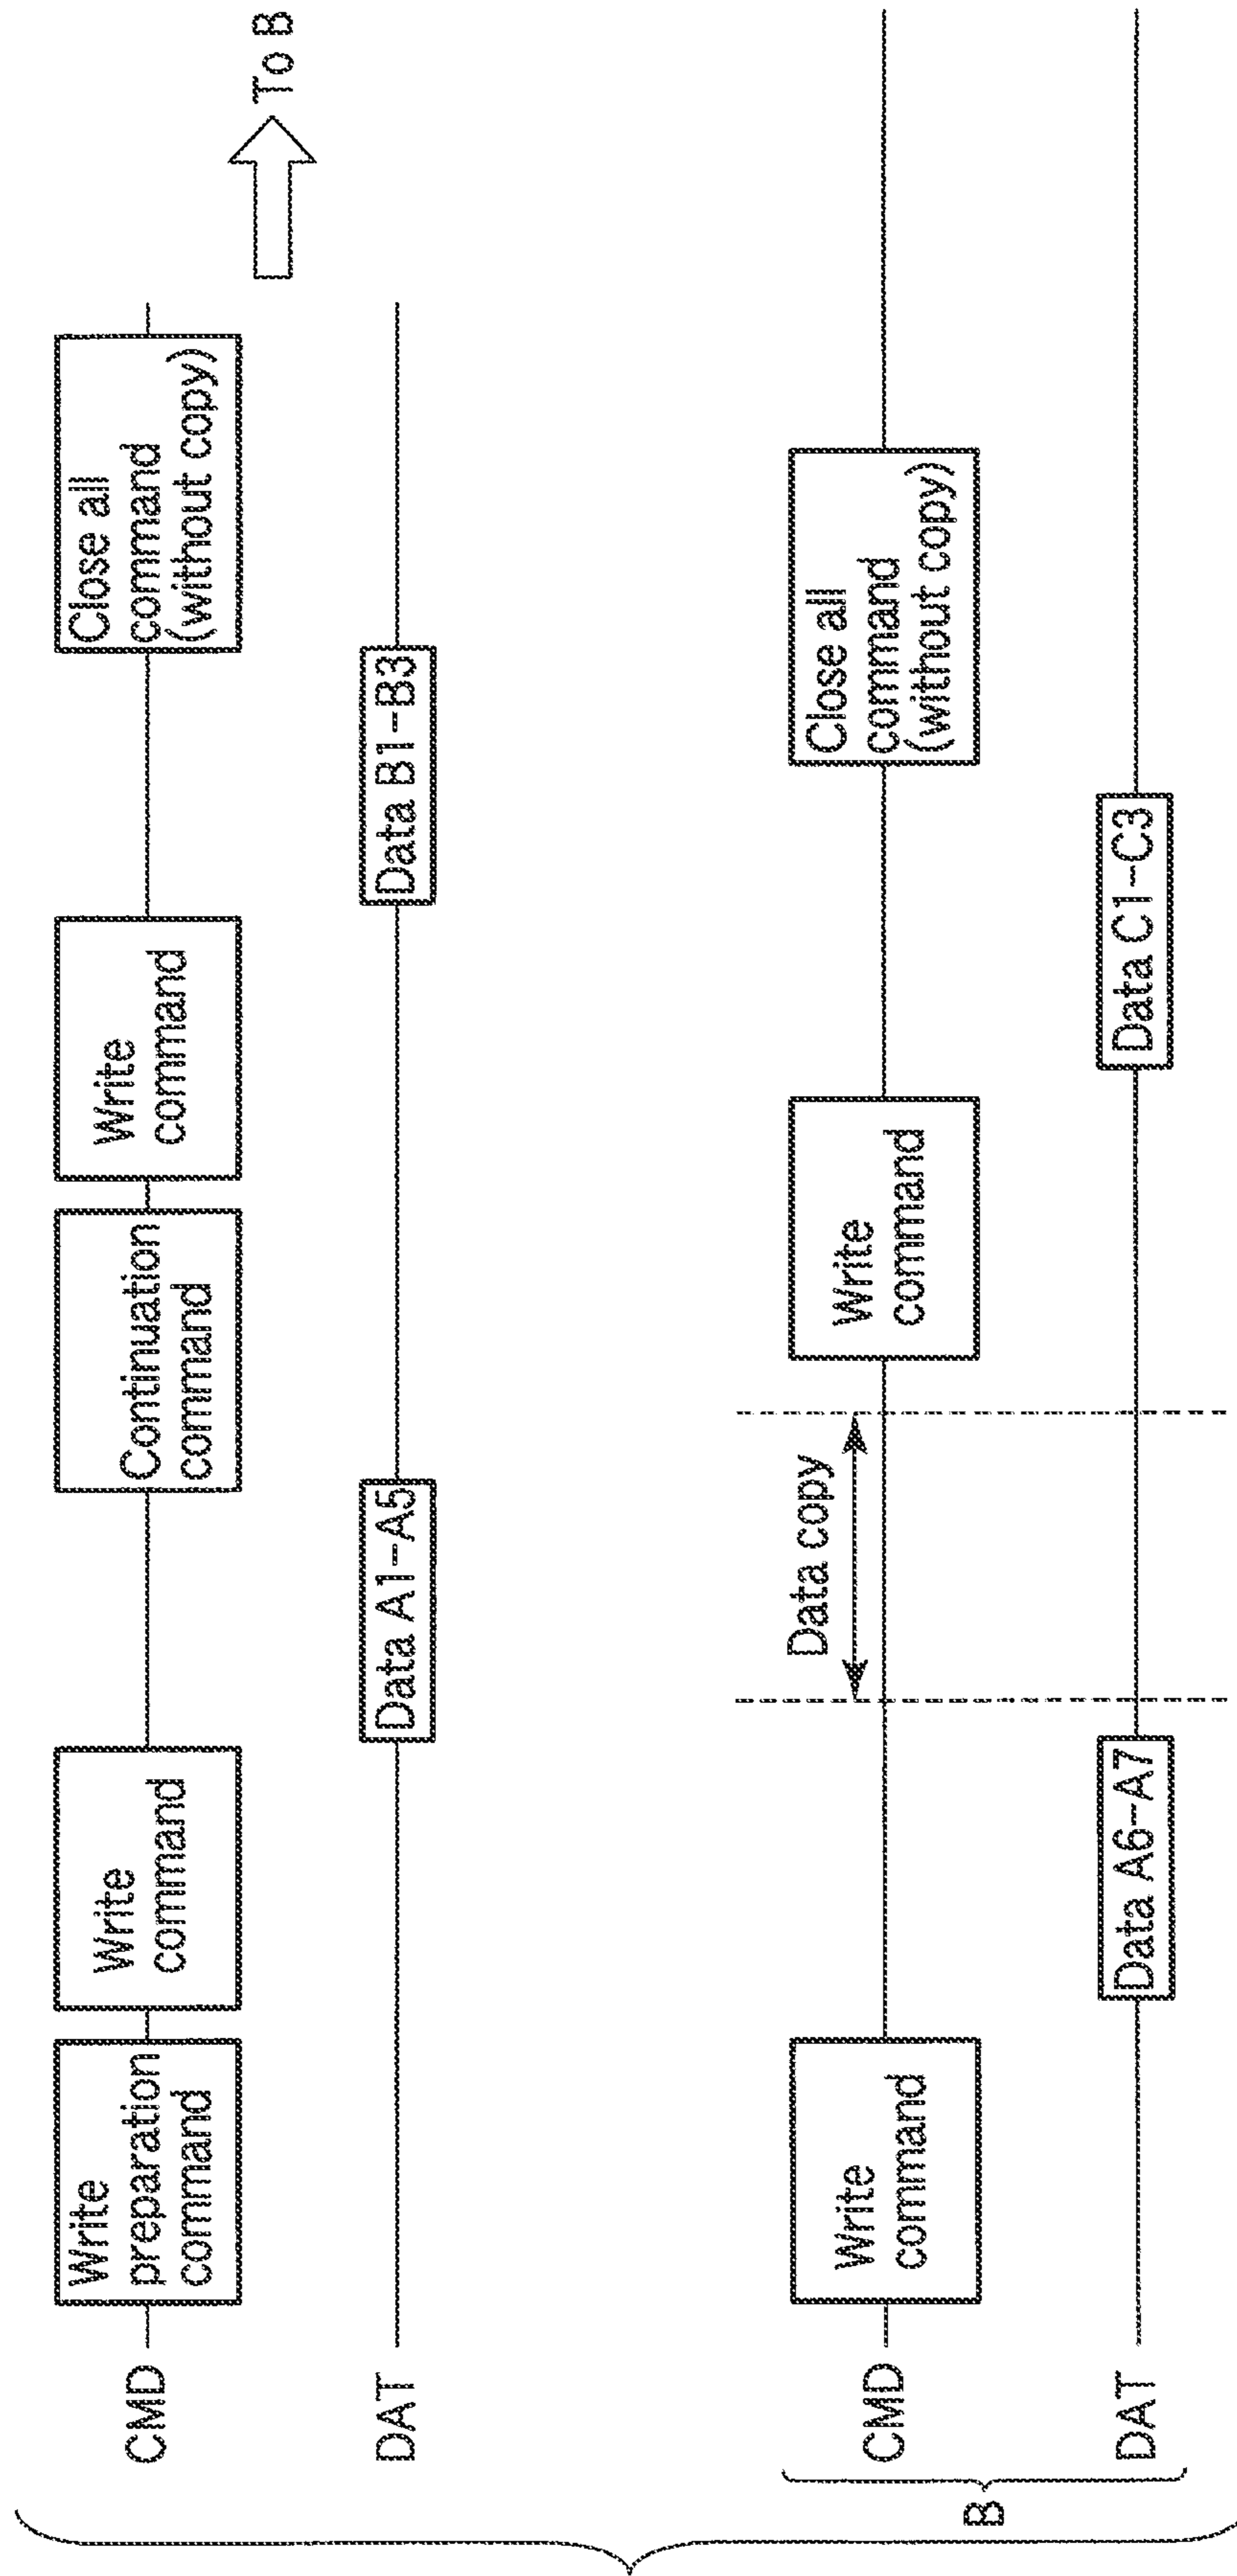 CMD
Write
preparation
command
Write
command
Continuation
command
Write
command
Close all
command
(without copy)
To B
DAT
Data A1-A5
Data B1-B3
B
CMD
Write
command
Data copy
Write
command
Close all
command
(without copy)
DAT
Data A6-A7
Data C1-C3